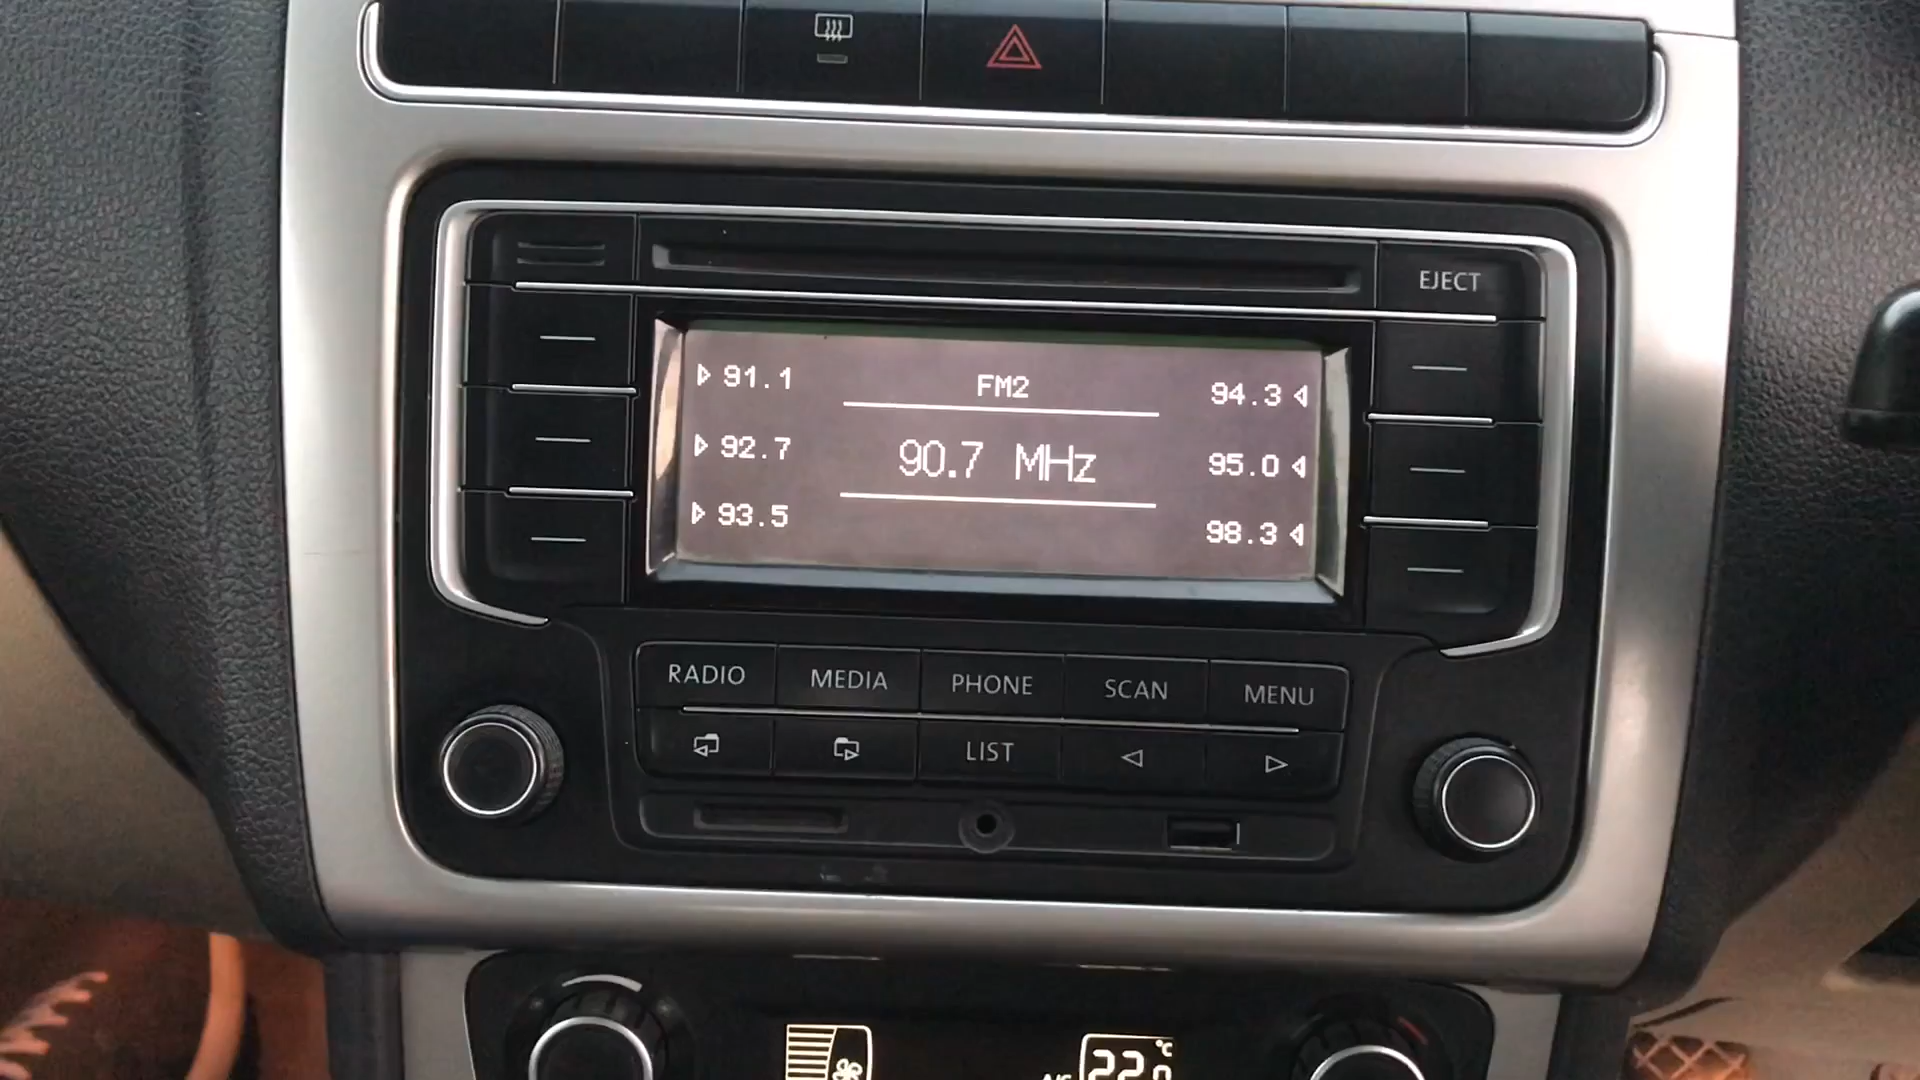 EJECT
91.1
FM2
94.3
92.7
90.7 MHz
95.0
93.5
98.3
RADIO
MEDIA
PHONE
SCAN
MENU
LIST
A/C
22.0 °C